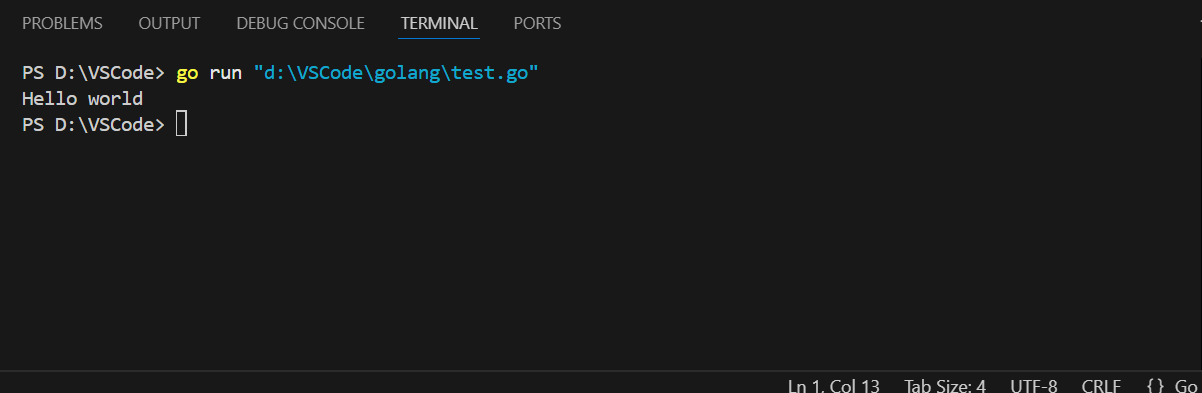 PROBLEMS OUTPUT DEBUG CONSOLE TERMINAL PORTS
PS D:\VSCode> go run "d:\VSCode\golang\test.go"
Hello world
PS D:\VSCode>
Ln 1, Col 13 Tab Size: 4 UTF-8 CRLF {} Go